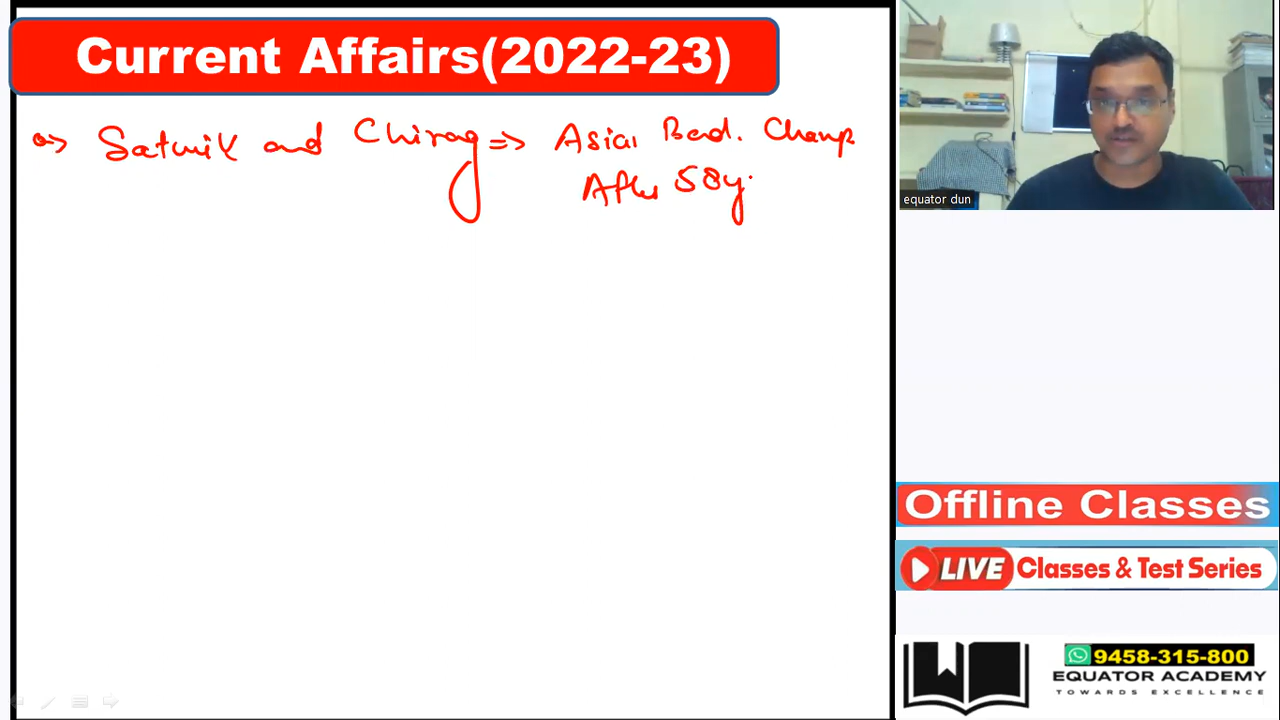 Current Affairs(2022-23)
=> Satwik and Chirag => Asian Bad. Champ
After 58y.
equator dun
Offline Classes
LIVE Classes & Test Series
9458-315-800
EQUATOR ACADEMY
TOWARDS EXCELLENCE